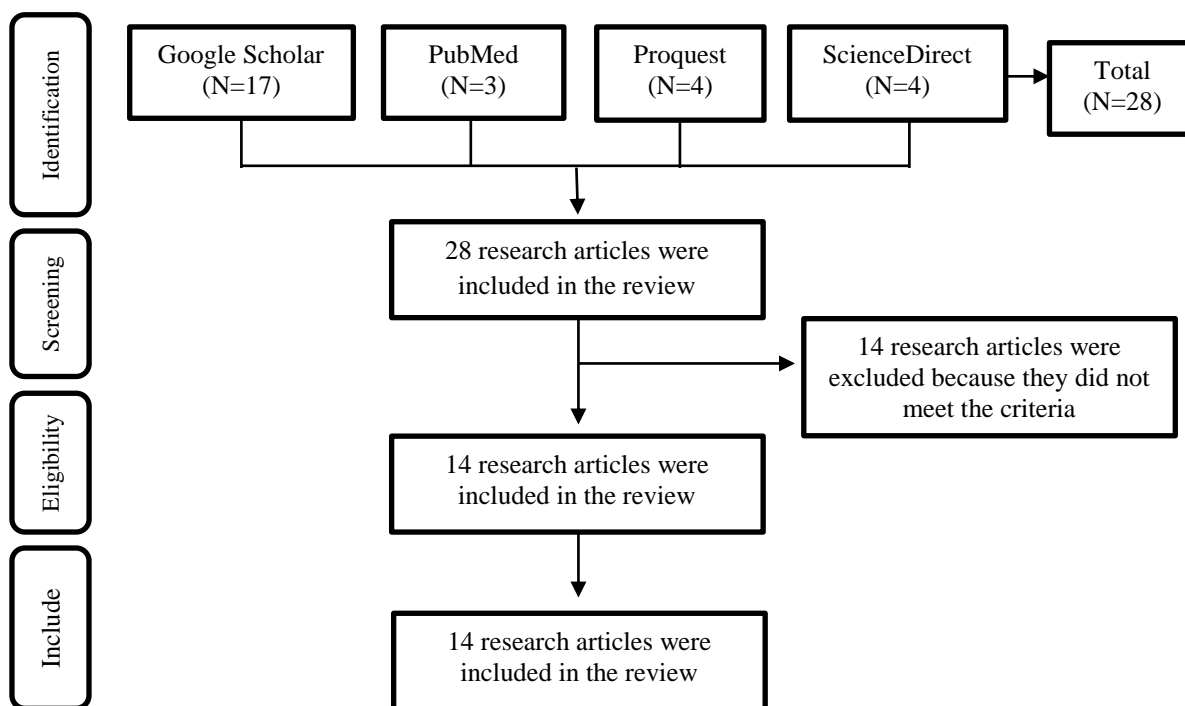 Identification
Google Scholar
(N=17)
PubMed
(N=3)
Proquest
(N=4)
ScienceDirect
(N=4)
Total
(N=28)
Screening
28 research articles were
included in the review
14 research articles were
excluded because they did not
meet the criteria
Eligibility
14 research articles were
included in the review
Include
14 research articles were
included in the review